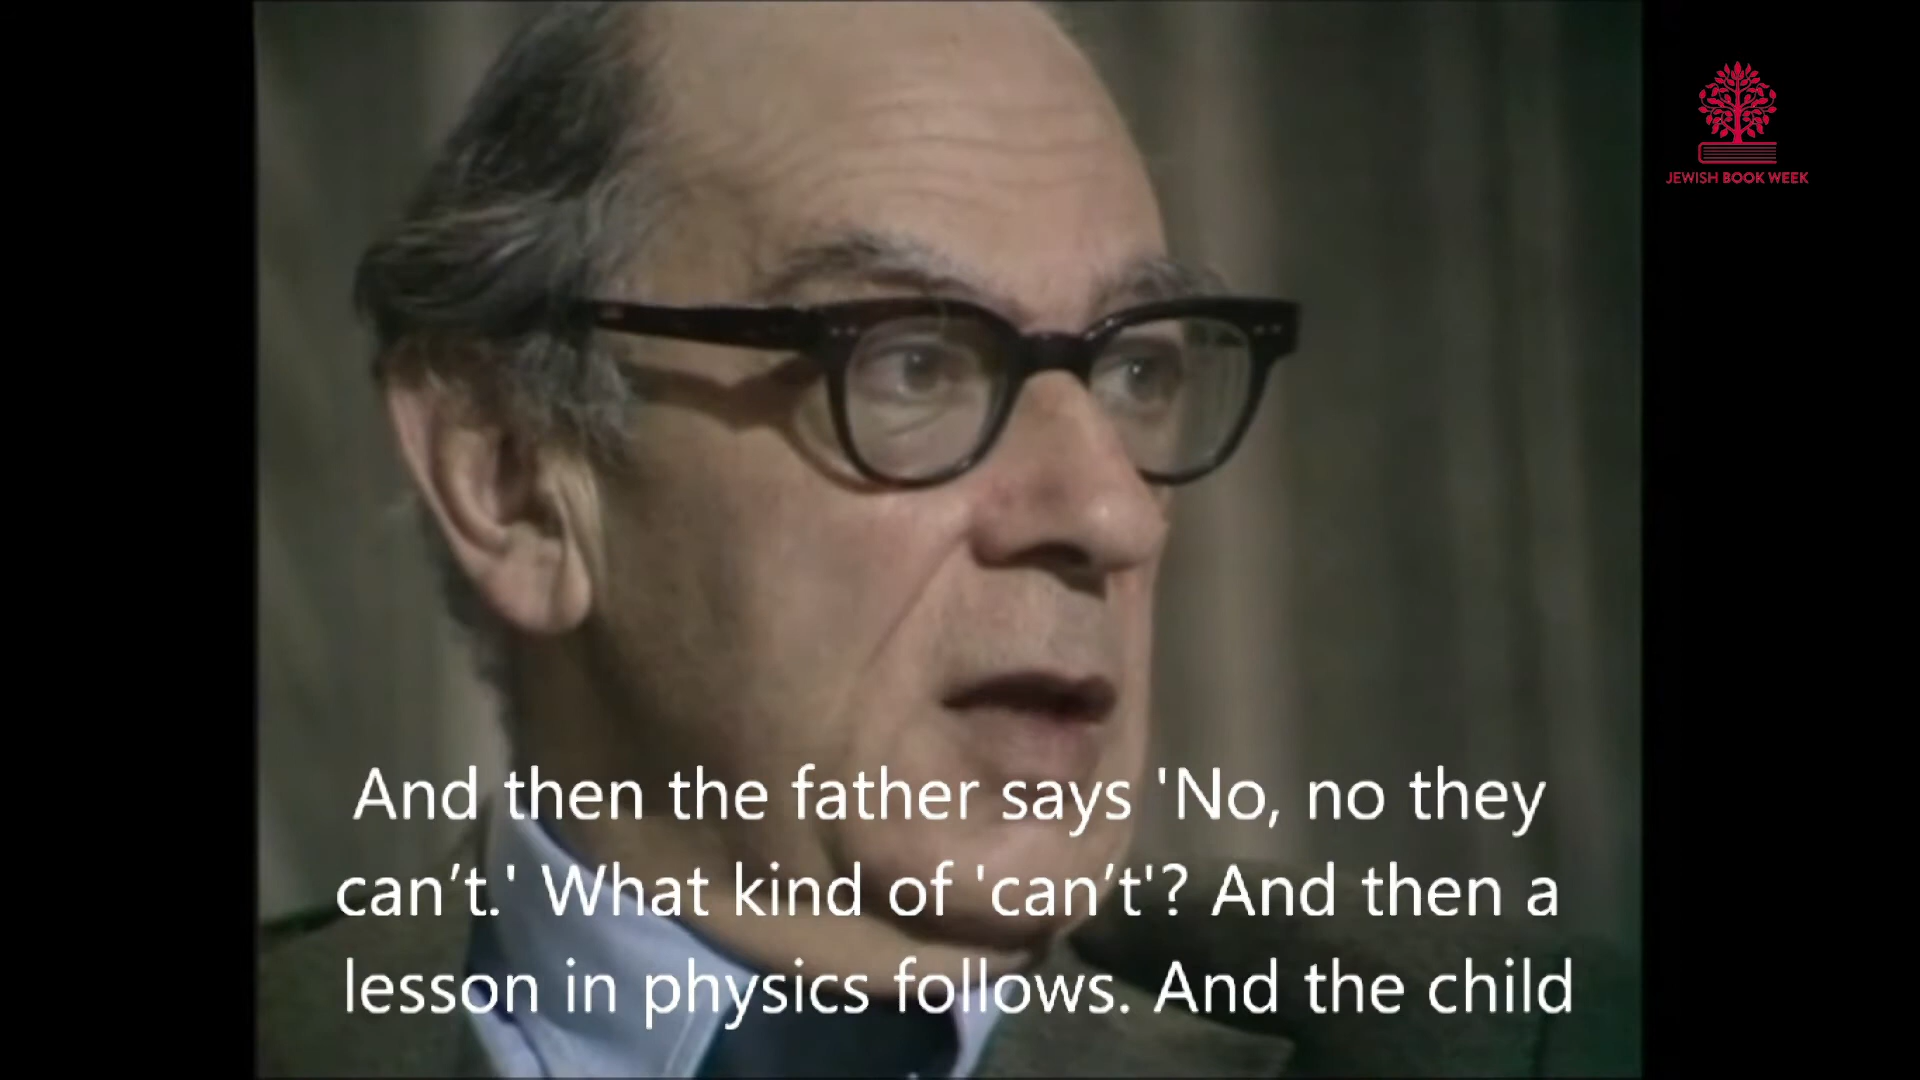 JEWISH BOOK WEEK
And then the father says 'No, no they
can’t.' What kind of 'can’t'? And then a
lesson in physics follows. And the child